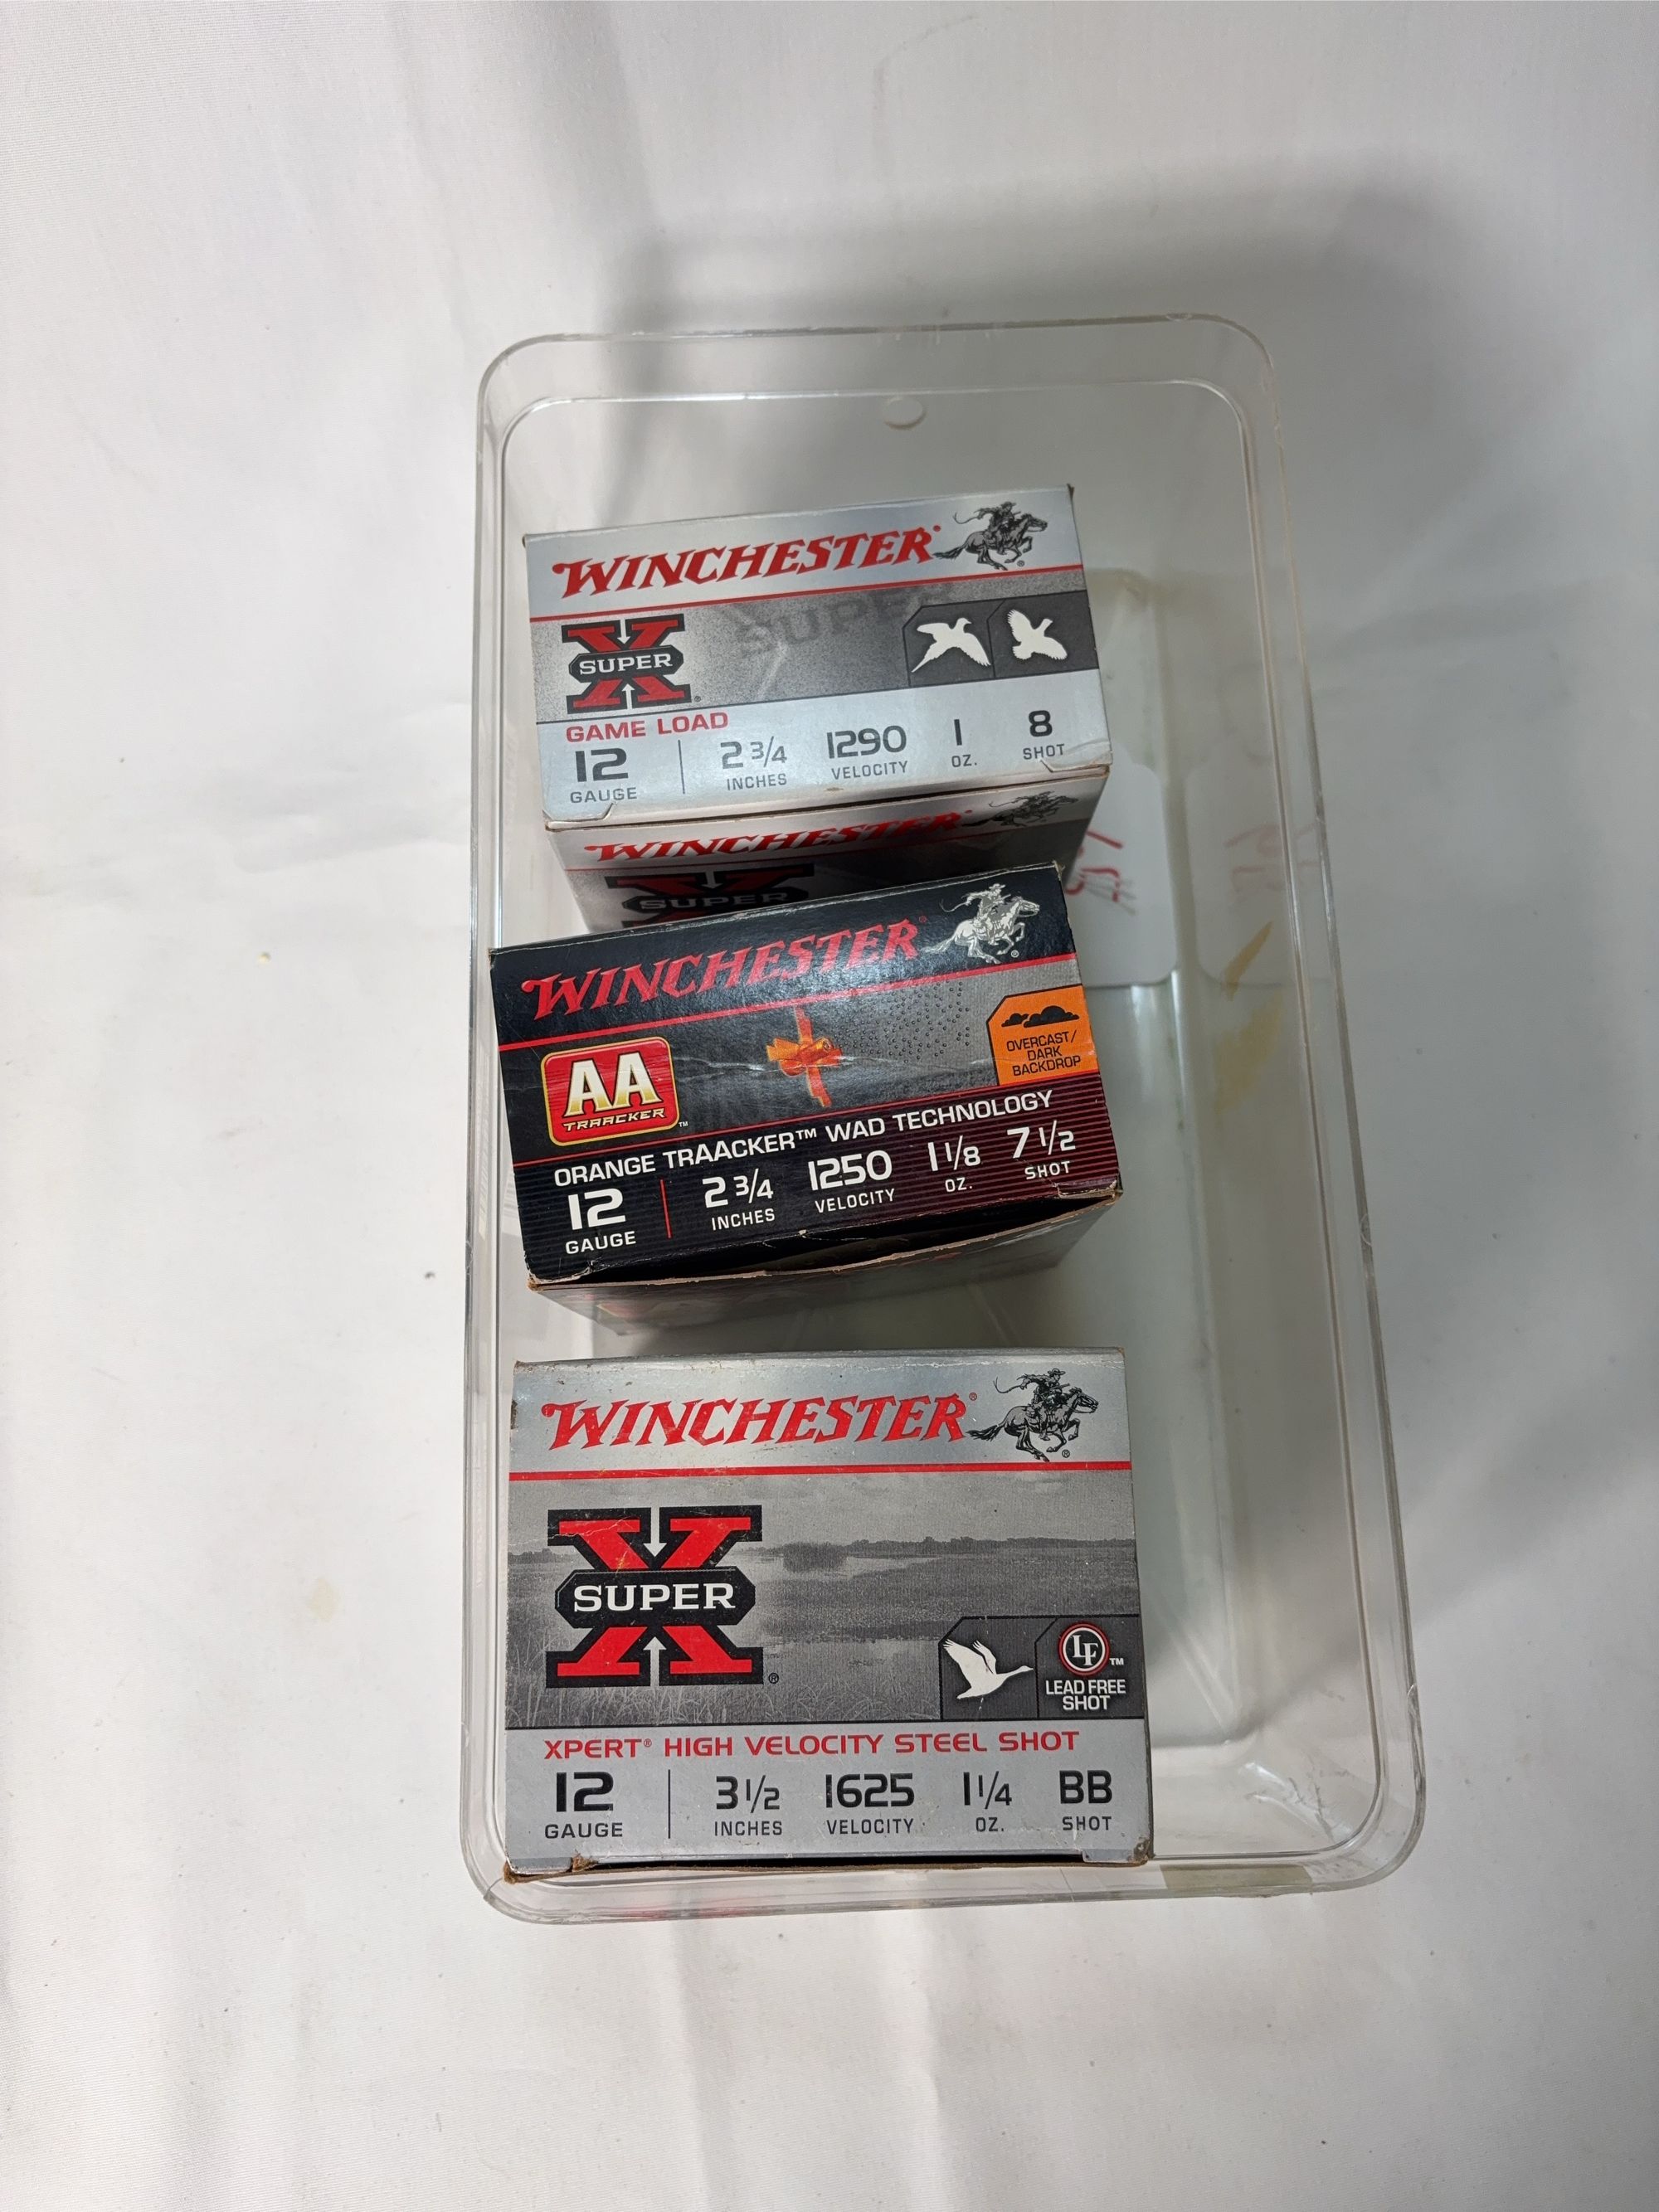 WINCHESTER
X SUPER ®
SUPER
GAME LOAD
12 GAUGE
2 3/4 INCHES
1290 VELOCITY
1 OZ.
8 SHOT
WINCHESTER
X SUPER
WINCHESTER®
AA TRAACKER™
OVERCAST/
DARK
BACKDROP
ORANGE TRAACKER™ WAD TECHNOLOGY
12 GAUGE
2 3/4 INCHES
1250 VELOCITY
1 1/8 OZ.
7 1/2 SHOT
WINCHESTER®
X SUPER ®
LF™
LEAD FREE
SHOT
XPERT® HIGH VELOCITY STEEL SHOT
12 GAUGE
3 1/2 INCHES
1625 VELOCITY
1 1/4 OZ.
BB SHOT